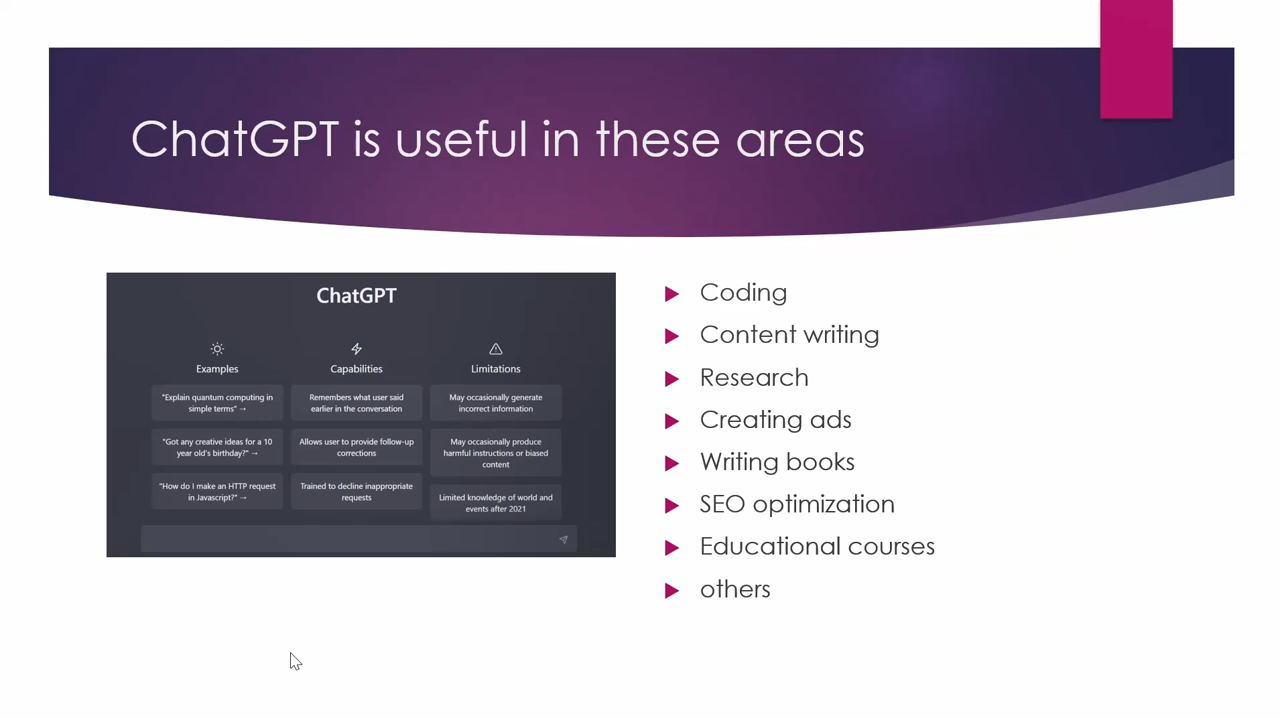 ChatGPT is useful in these areas
ChatGPT
Examples
Capabilities
Limitations
"Explain quantum computing in
simple terms" →
Remembers what user said
earlier in the conversation
May occasionally generate
incorrect information
"Got any creative ideas for a 10
year old's birthday?" →
Allows user to provide follow-up
corrections
May occasionally produce
harmful instructions or biased
content
"How do I make an HTTP request
in Javascript?" →
Trained to decline inappropriate
requests
Limited knowledge of world and
events after 2021
Coding
Content writing
Research
Creating ads
Writing books
SEO optimization
Educational courses
others